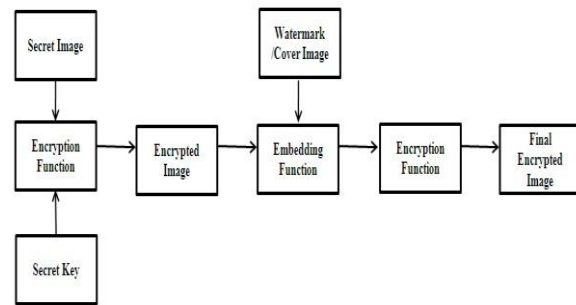 Secret Image
Watermark
/Cover Image
Encryption
Function
Encrypted
Image
Embedding
Function
Encryption
Function
Final
Encrypted
Image
Secret Key